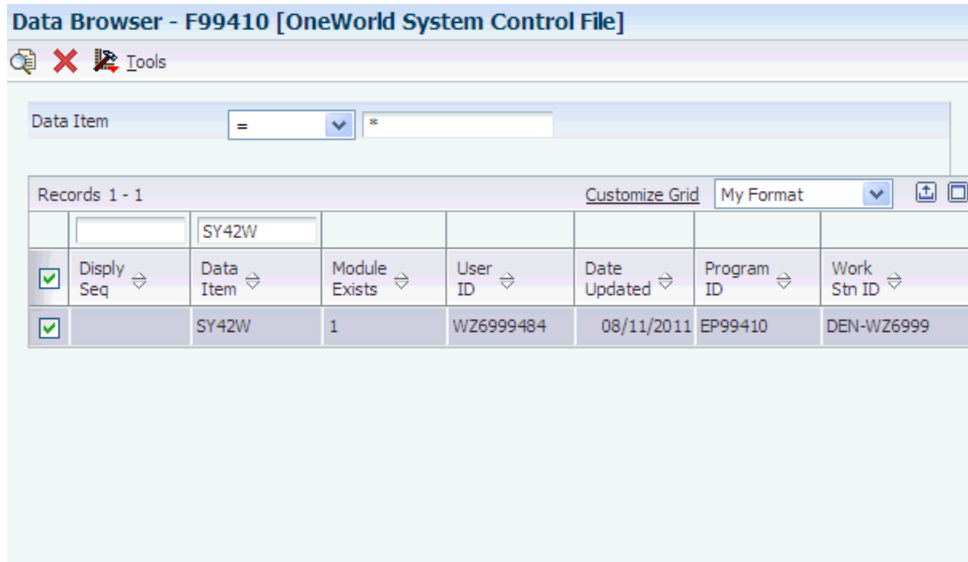 Data Browser - F99410 [OneWorld System Control File]
Tools
Data Item = *
Records 1 - 1 Customize Grid My Format
SY42W
Disply Seq Data Item Module Exists User ID Date Updated Program ID Work Stn ID
SY42W 1 WZ6999484 08/11/2011 EP99410 DEN-WZ6999